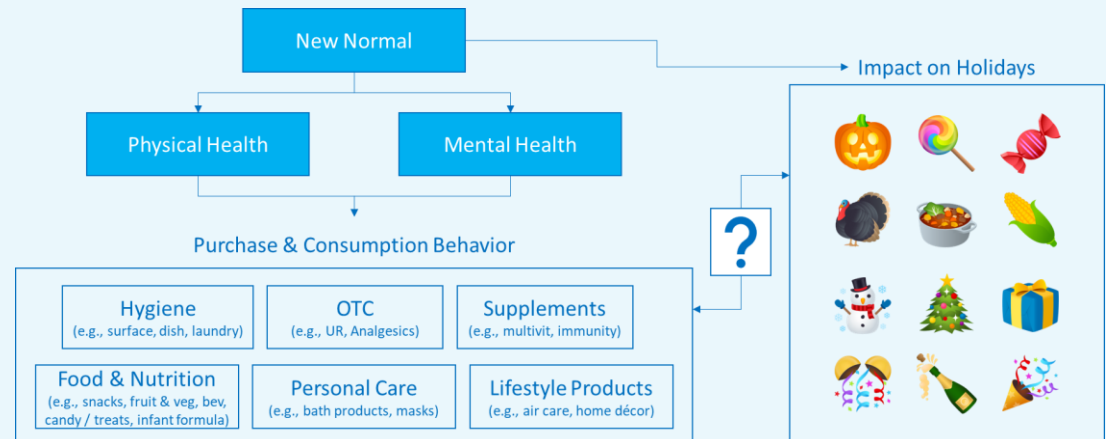 New Normal
Impact on Holidays
Physical Health
Mental Health
Purchase & Consumption Behavior
?
Hygiene
(e.g., surface, dish, laundry)
OTC
(e.g., UR, Analgesics)
Supplements
(e.g., multivit, immunity)
Food & Nutrition
(e.g., snacks, fruit & veg, bev,
candy / treats, infant formula)
Personal Care
(e.g., bath products, masks)
Lifestyle Products
(e.g., air care, home décor)